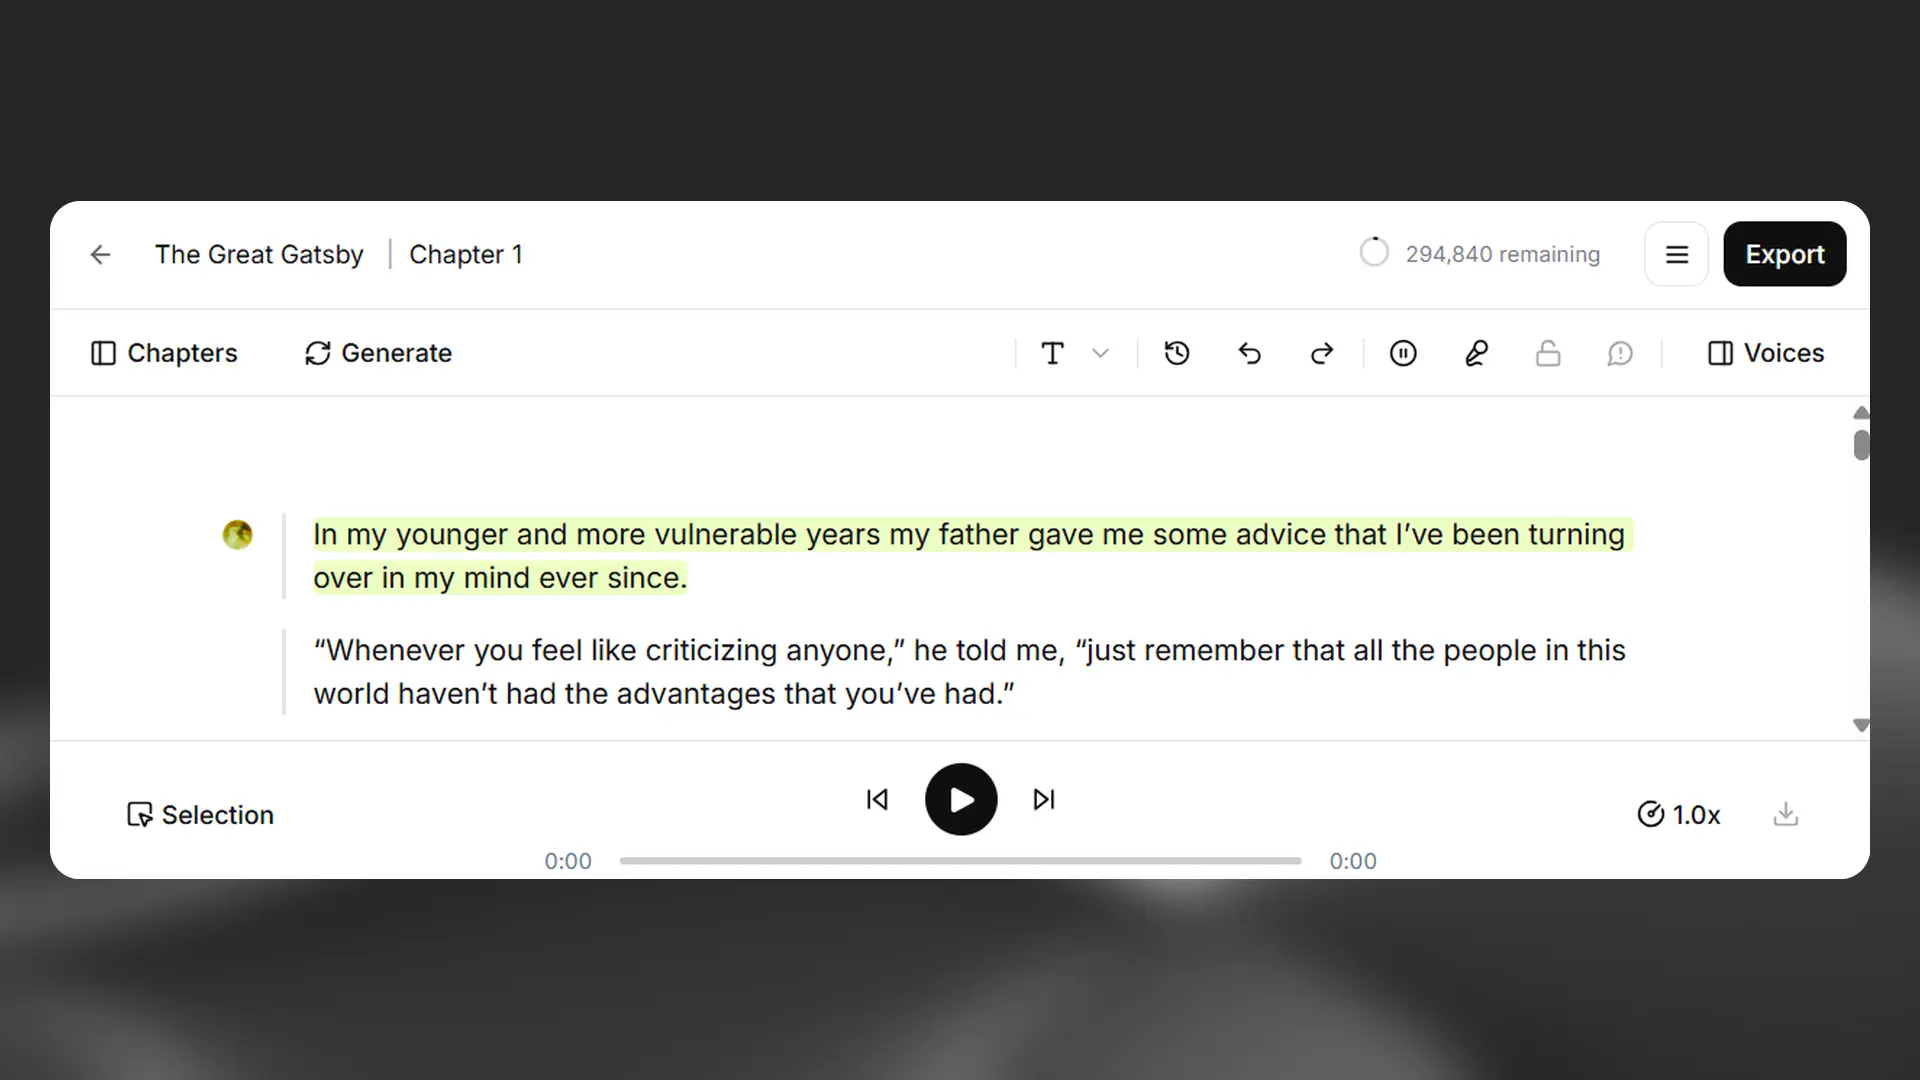 The Great Gatsby | Chapter 1
294,840 remaining
Export
Chapters
Generate
Voices
In my younger and more vulnerable years my father gave me some advice that I’ve been turning
over in my mind ever since.
“Whenever you feel like criticizing anyone,” he told me, “just remember that all the people in this
world haven’t had the advantages that you’ve had.”
Selection
1.0x
0:00
0:00